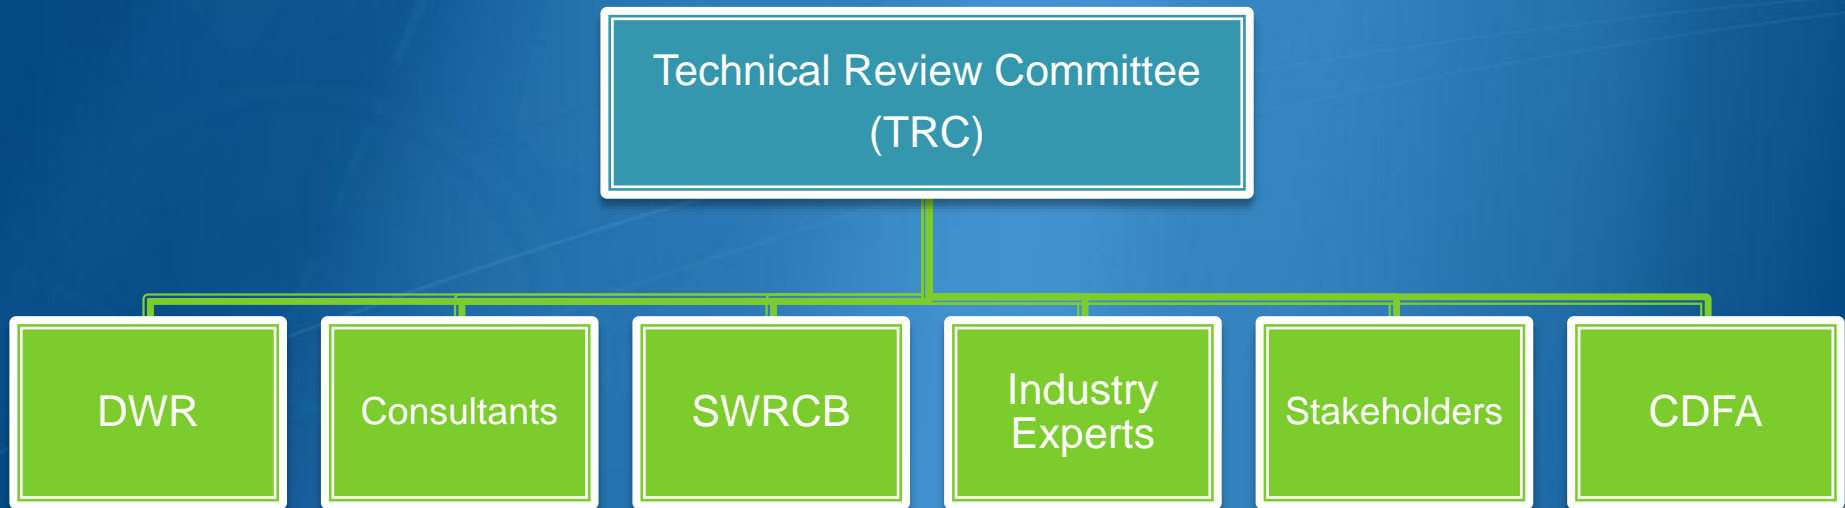 Technical Review Committee
(TRC)
DWR
Consultants
SWRCB
Industry
Experts
Stakeholders
CDFA